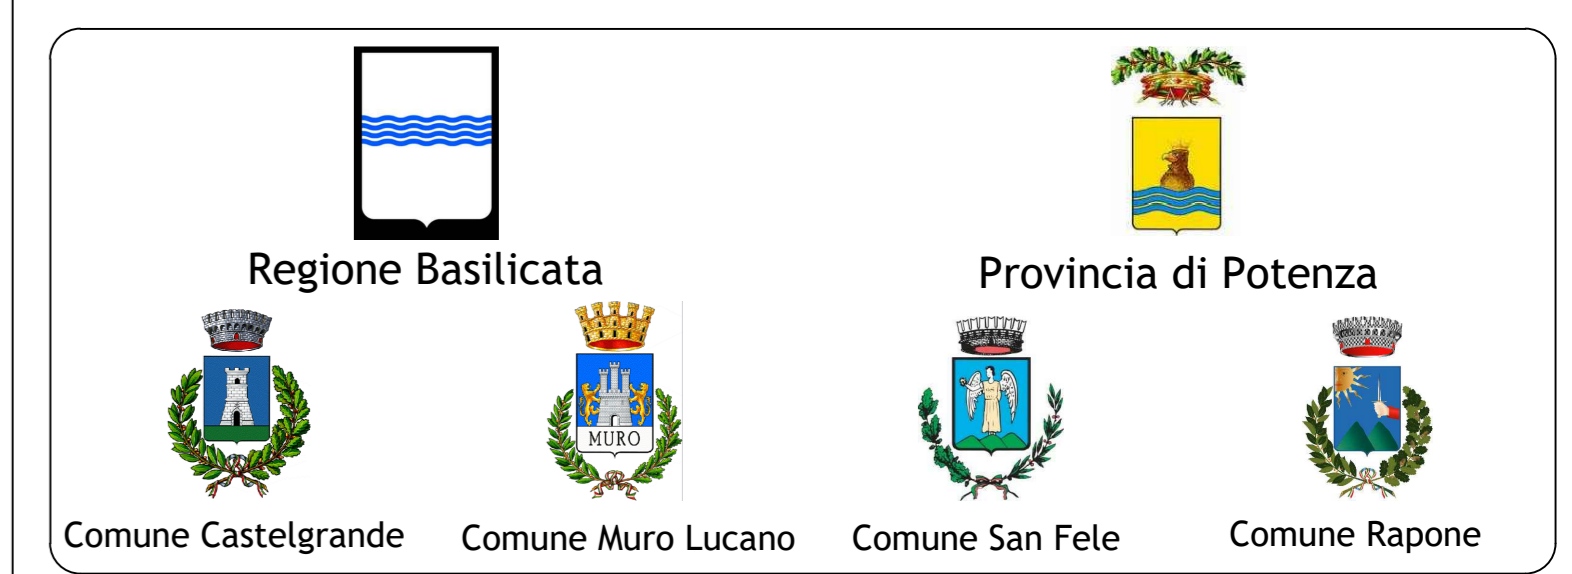 Regione Basilicata
Provincia di Potenza
MURO
Comune Castelgrande
Comune Muro Lucano
Comune San Fele
Comune Rapone